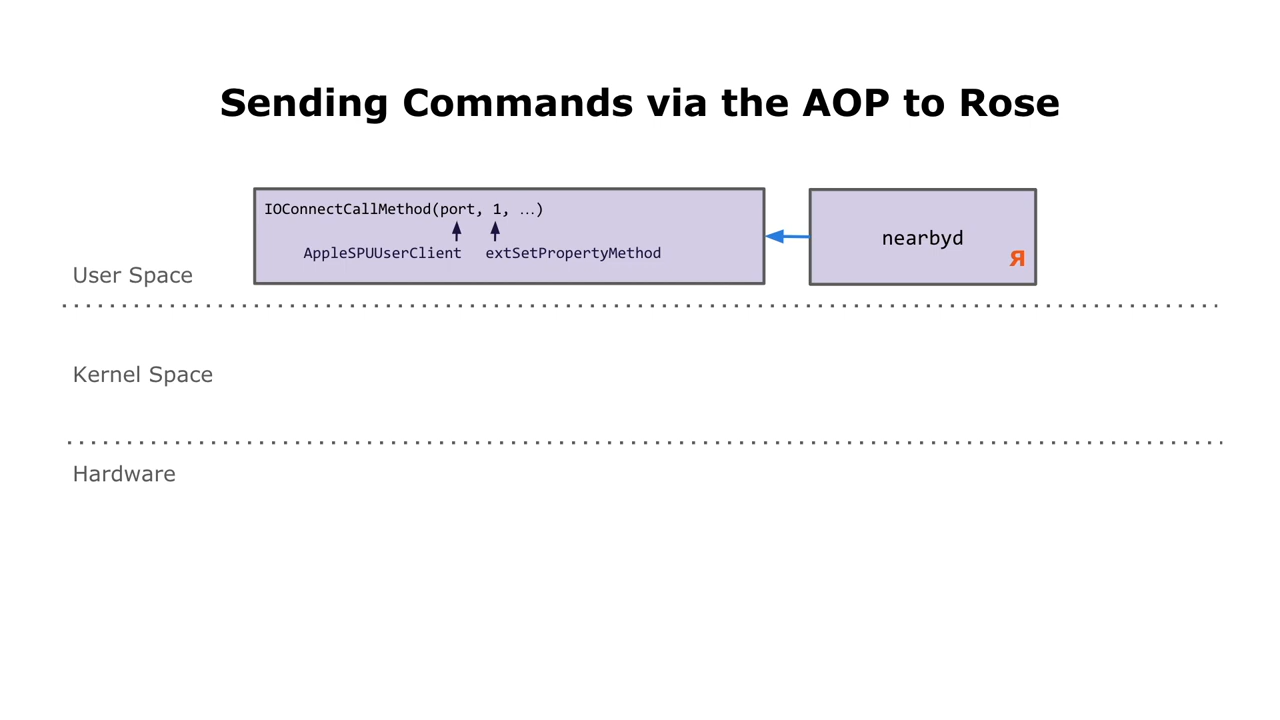 Sending Commands via the AOP to Rose
IOConnectCallMethod(port, 1, …)
AppleSPUUserClient extSetPropertyMethod
nearbyd
Я
User Space
Kernel Space
Hardware